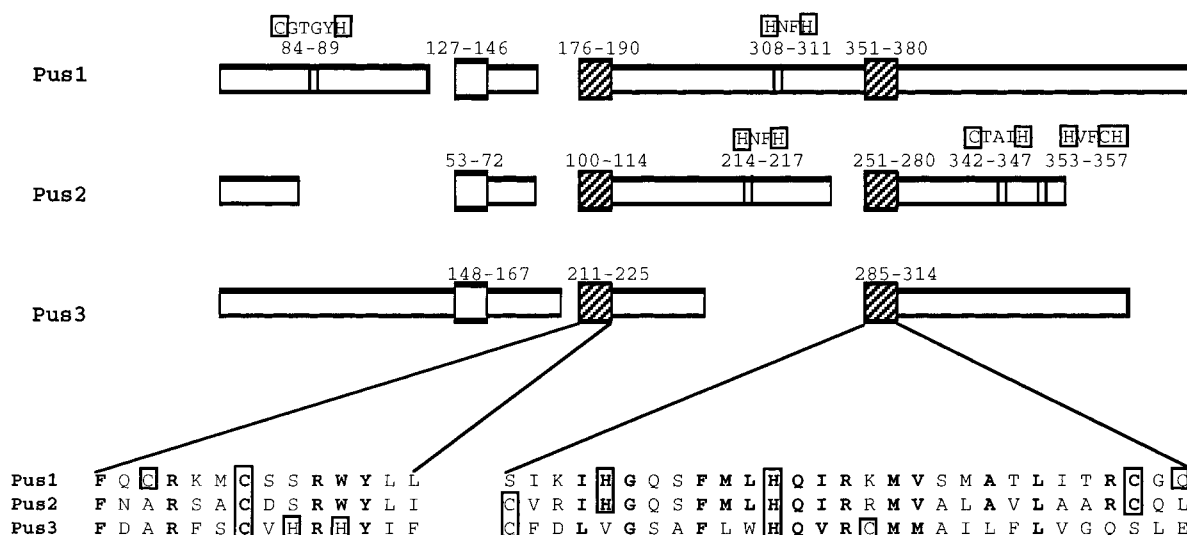 CGTGYH HNFH
84-89 127-146 176-190 308-311 351-380
Pus1
HNFH CTAIH HVFCH
53-72 100-114 214-217 251-280 342-347 353-357
Pus2
148-167 211-225 285-314
Pus3
Pus1 F Q C R K M C S S R W Y L L S I K I H G Q S F M L H Q I R K M V S M A T L I T R C G C
Pus2 F N A R S A C D S R W Y L I C V R I H G Q S F M L H Q I R R M V A L A V L A A R C Q L
Pus3 F D A R F S C V H R H Y I F C F D L V G S A F L W H Q V R C M M A I L F L V G Q S L E